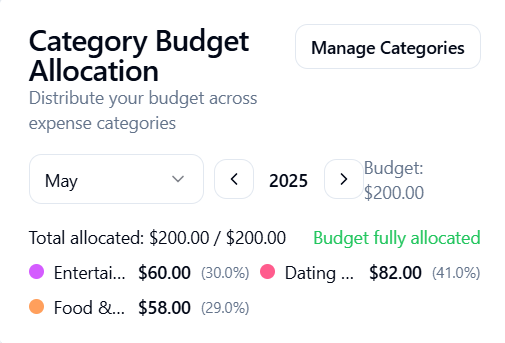 Category Budget
Allocation
Manage Categories
Distribute your budget across
expense categories
May
2025
Budget:
$200.00
Total allocated: $200.00 / $200.00
Budget fully allocated
Entertai... $60.00 (30.0%)
Dating ... $82.00 (41.0%)
Food &... $58.00 (29.0%)